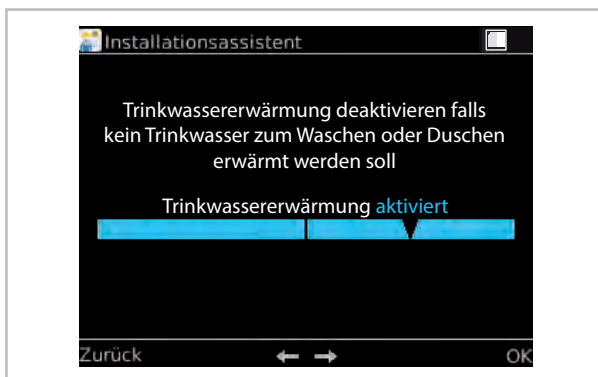 Installationsassistent
Trinkwassererwärmung deaktivieren falls
kein Trinkwasser zum Waschen oder Duschen
erwärmt werden soll
Trinkwassererwärmung aktiviert
Zurück ← → OK